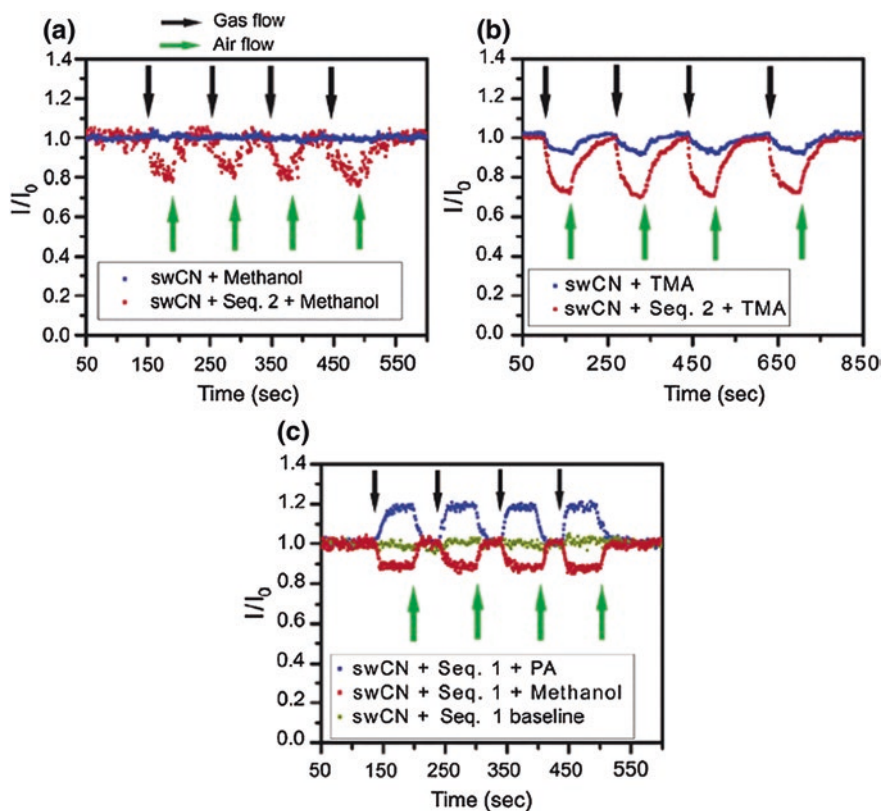 Gas flow
Air flow
(a)
1.4
1.2
1.0
0.8
0.6
0.4
0.2
0.0
I/I0
swCN + Methanol
swCN + Seq. 2 + Methanol
50 150 250 350 450 550
Time (sec)
(b)
1.4
1.2
1.0
0.8
0.6
0.4
0.2
0.0
I/I0
swCN + TMA
swCN + Seq. 2 + TMA
50 250 450 650 850
Time (sec)
(c)
1.4
1.2
1.0
0.8
0.6
0.4
0.2
0.0
I/I0
swCN + Seq. 1 + PA
swCN + Seq. 1 + Methanol
swCN + Seq. 1 baseline
50 150 250 350 450 550
Time (sec)